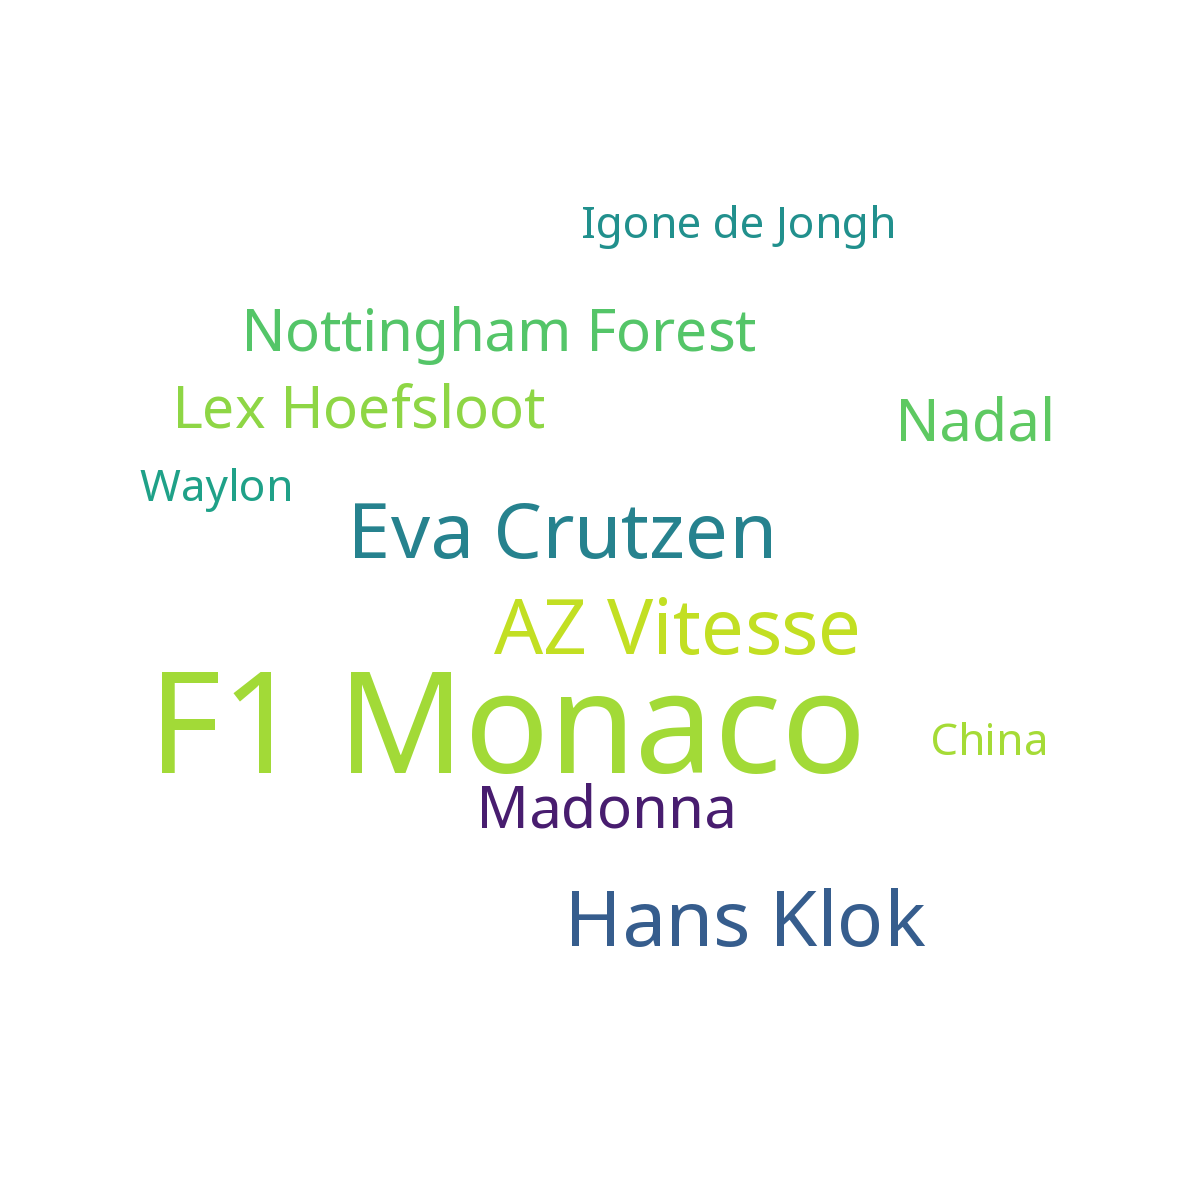 Igone de Jongh
Nottingham Forest
Lex Hoefsloot
Nadal
Waylon
Eva Crutzen
AZ Vitesse
F1 Monaco
China
Madonna
Hans Klok